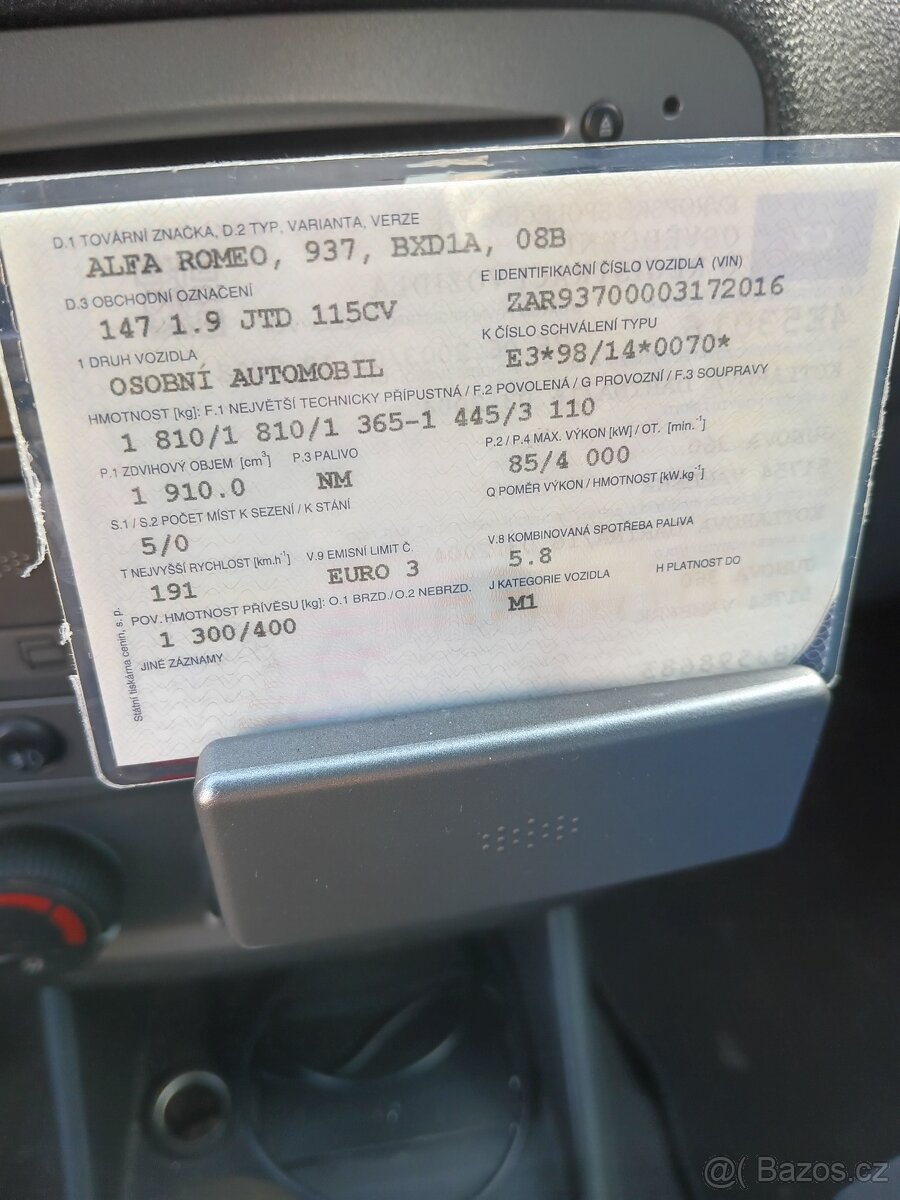 D.1 TOVÁRNÍ ZNAČKA, D.2 TYP, VARIANTA, VERZE
ALFA ROMEO, 937, BXD1A, 08B
D.3 OBCHODNÍ OZNAČENÍ
E IDENTIFIKAČNÍ ČÍSLO VOZIDLA (VIN)
147 1.9 JTD 115CV
ZAR93700003172016
1 DRUH VOZIDLA
K ČÍSLO SCHVÁLENÍ TYPU
OSOBNÍ AUTOMOBIL
E3*98/14*0070*
HMOTNOST [kg]: F.1 NEJVĚTŠÍ TECHNICKY PŘÍPUSTNÁ / F.2 POVOLENÁ / G PROVOZNÍ / F.3 SOUPRAVY
1 810/1 810/1 365-1 445/3 110
P.1 ZDVIHOVÝ OBJEM [cm³]
P.3 PALIVO
P.2 / P.4 MAX. VÝKON [kW] / OT. [min.⁻¹]
1 910.0
NM
85/4 000
S.1 / S.2 POČET MÍST K SEZENÍ / K STÁNÍ
Q POMĚR VÝKON / HMOTNOST [kW.kg⁻¹]
5/0
T NEJVYŠŠÍ RYCHLOST [km.h⁻¹]
V.9 EMISNÍ LIMIT Č.
V.8 KOMBINOVANÁ SPOTŘEBA PALIVA
191
EURO 3
5.8
POV. HMOTNOST PŘÍVĚSU [kg]: O.1 BRZD./O.2 NEBRZD.
J KATEGORIE VOZIDLA
H PLATNOST DO
1 300/400
M1
JINÉ ZÁZNAMY
Státní tiskárna cenin, s. p.
@( Bazos.cz